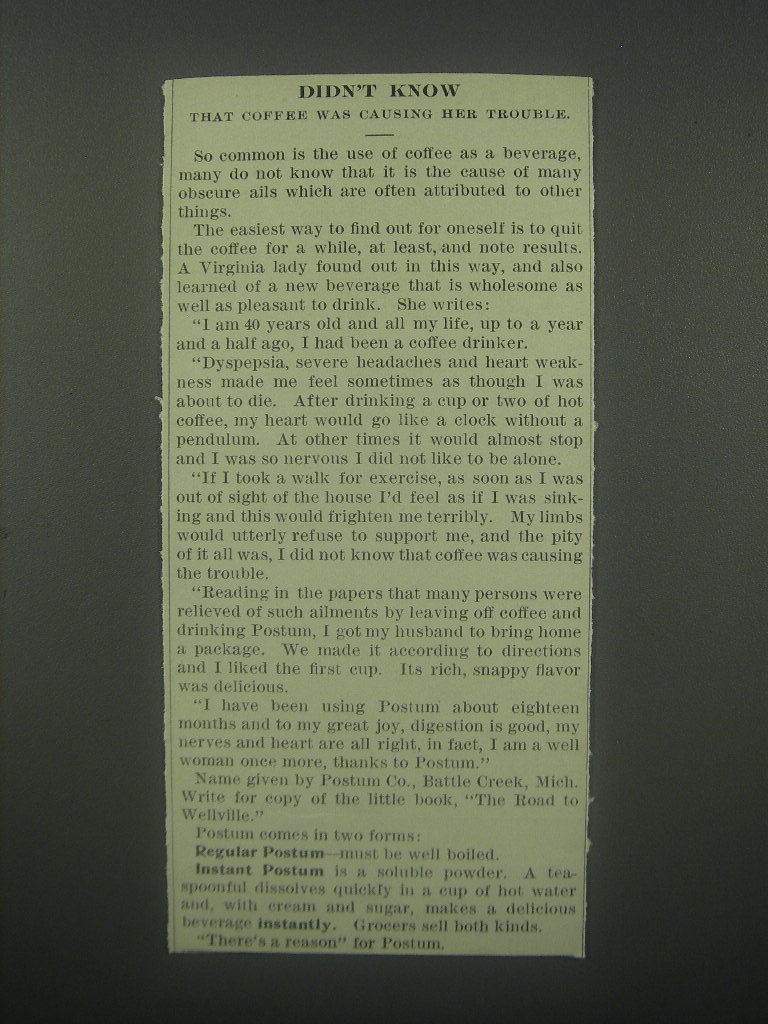 DIDN'T KNOW
THAT COFFEE WAS CAUSING HER TROUBLE.
So common is the use of coffee as a beverage,
many do not know that it is the cause of many
obscure ails which are often attributed to other
things.
The easiest way to find out for oneself is to quit
the coffee for a while, at least, and note results.
A Virginia lady found out in this way, and also
learned of a new beverage that is wholesome as
well as pleasant to drink. She writes:
"I am 40 years old and all my life, up to a year
and a half ago, I had been a coffee drinker.
"Dyspepsia, severe headaches and heart weak-
ness made me feel sometimes as though I was
about to die. After drinking a cup or two of hot
coffee, my heart would go like a clock without a
pendulum. At other times it would almost stop
and I was so nervous I did not like to be alone.
"If I took a walk for exercise, as soon as I was
out of sight of the house I'd feel as if I was sink-
ing and this would frighten me terribly. My limbs
would utterly refuse to support me, and the pity
of it all was, I did not know that coffee was causing
the trouble.
"Reading in the papers that many persons were
relieved of such ailments by leaving off coffee and
drinking Postum, I got my husband to bring home
a package. We made it according to directions
and I liked the first cup. Its rich, snappy flavor
was delicious.
"I have been using Postum about eighteen
months and to my great joy, digestion is good, my
nerves and heart are all right, in fact, I am a well
woman once more, thanks to Postum."
Name given by Postum Co., Battle Creek, Mich.
Write for copy of the little book, "The Road to
Wellville."
Postum comes in two forms:
Regular Postum—must be well boiled.
Instant Postum is a soluble powder. A tea-
spoonful dissolves quickly in a cup of hot water
and, with cream and sugar, makes a delicious
beverage instantly. Grocers sell both kinds.
"There's a reason" for Postum.